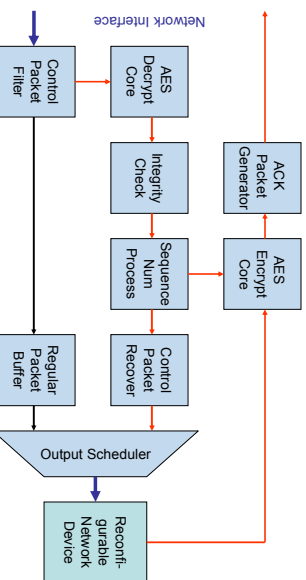 Network Interface
Control
Packet
Filter
AES
Decrypt
Core
Integrity
Check
Sequence
Num
Process
Control
Packet
Recover
ACK
Packet
Generator
AES
Encrypt
Core
Regular
Packet
Buffer
Output Scheduler
Reconfi-
gurable
Network
Device